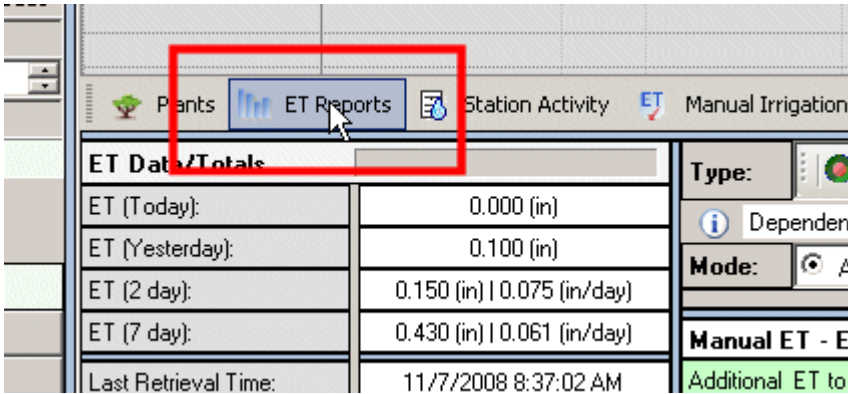 Plants ET Reports Station Activity ET Manual Irrigation
ET Data/Totals
ET (Today): 0.000 (in)
ET (Yesterday): 0.100 (in)
ET (2 day): 0.150 (in) | 0.075 (in/day)
ET (7 day): 0.430 (in) | 0.061 (in/day)
Last Retrieval Time: 11/7/2008 8:37:02 AM
Type:
Dependen
Mode: A
Manual ET - E
Additional ET to